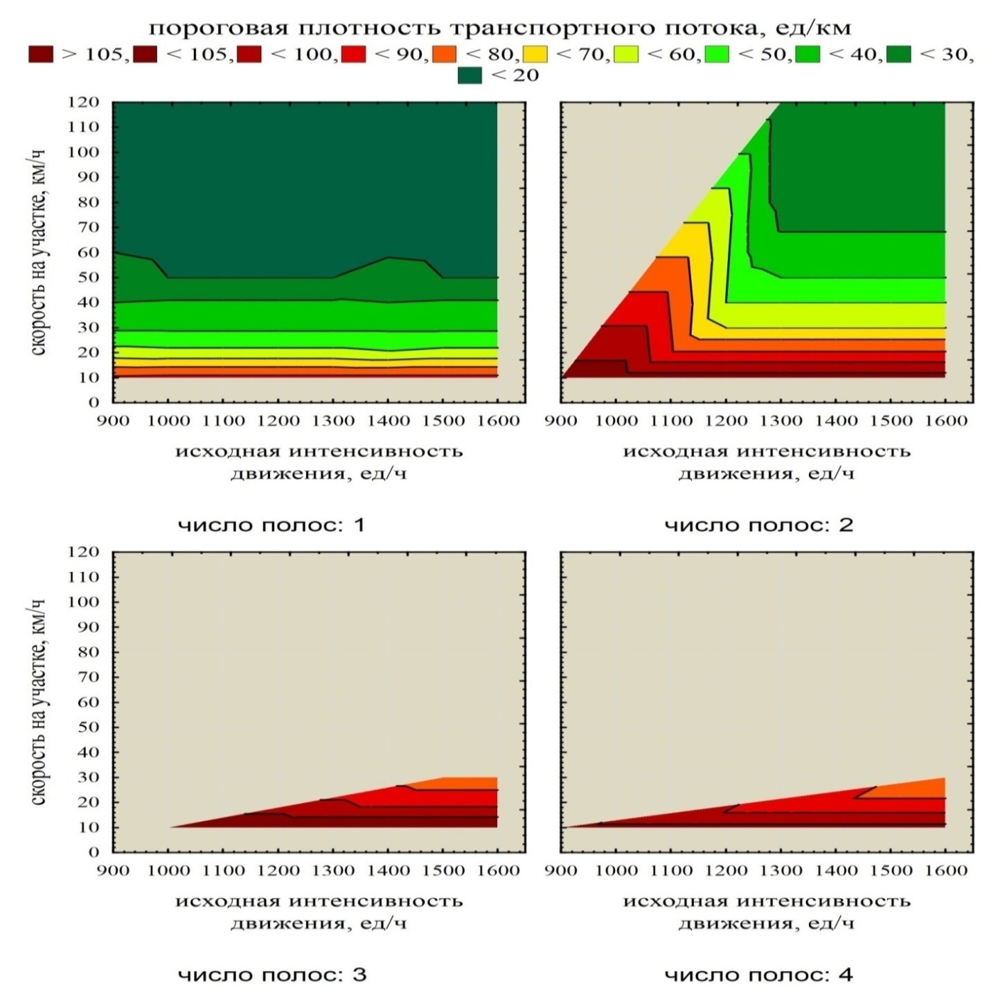 пороговая плотность транспортного потока, ед/км
> 105, < 105, < 100, < 90, < 80, < 70, < 60, < 50, < 40, < 30,
< 20
скорость на участке, км/ч
120
110
100
90
80
70
60
50
40
30
20
10
0
900 1000 1100 1200 1300 1400 1500 1600
900 1000 1100 1200 1300 1400 1500 1600
исходная интенсивность
движения, ед/ч
исходная интенсивность
движения, ед/ч
число полос: 1
число полос: 2
скорость на участке, км/ч
120
110
100
90
80
70
60
50
40
30
20
10
0
900 1000 1100 1200 1300 1400 1500 1600
900 1000 1100 1200 1300 1400 1500 1600
исходная интенсивность
движения, ед/ч
исходная интенсивность
движения, ед/ч
число полос: 3
число полос: 4